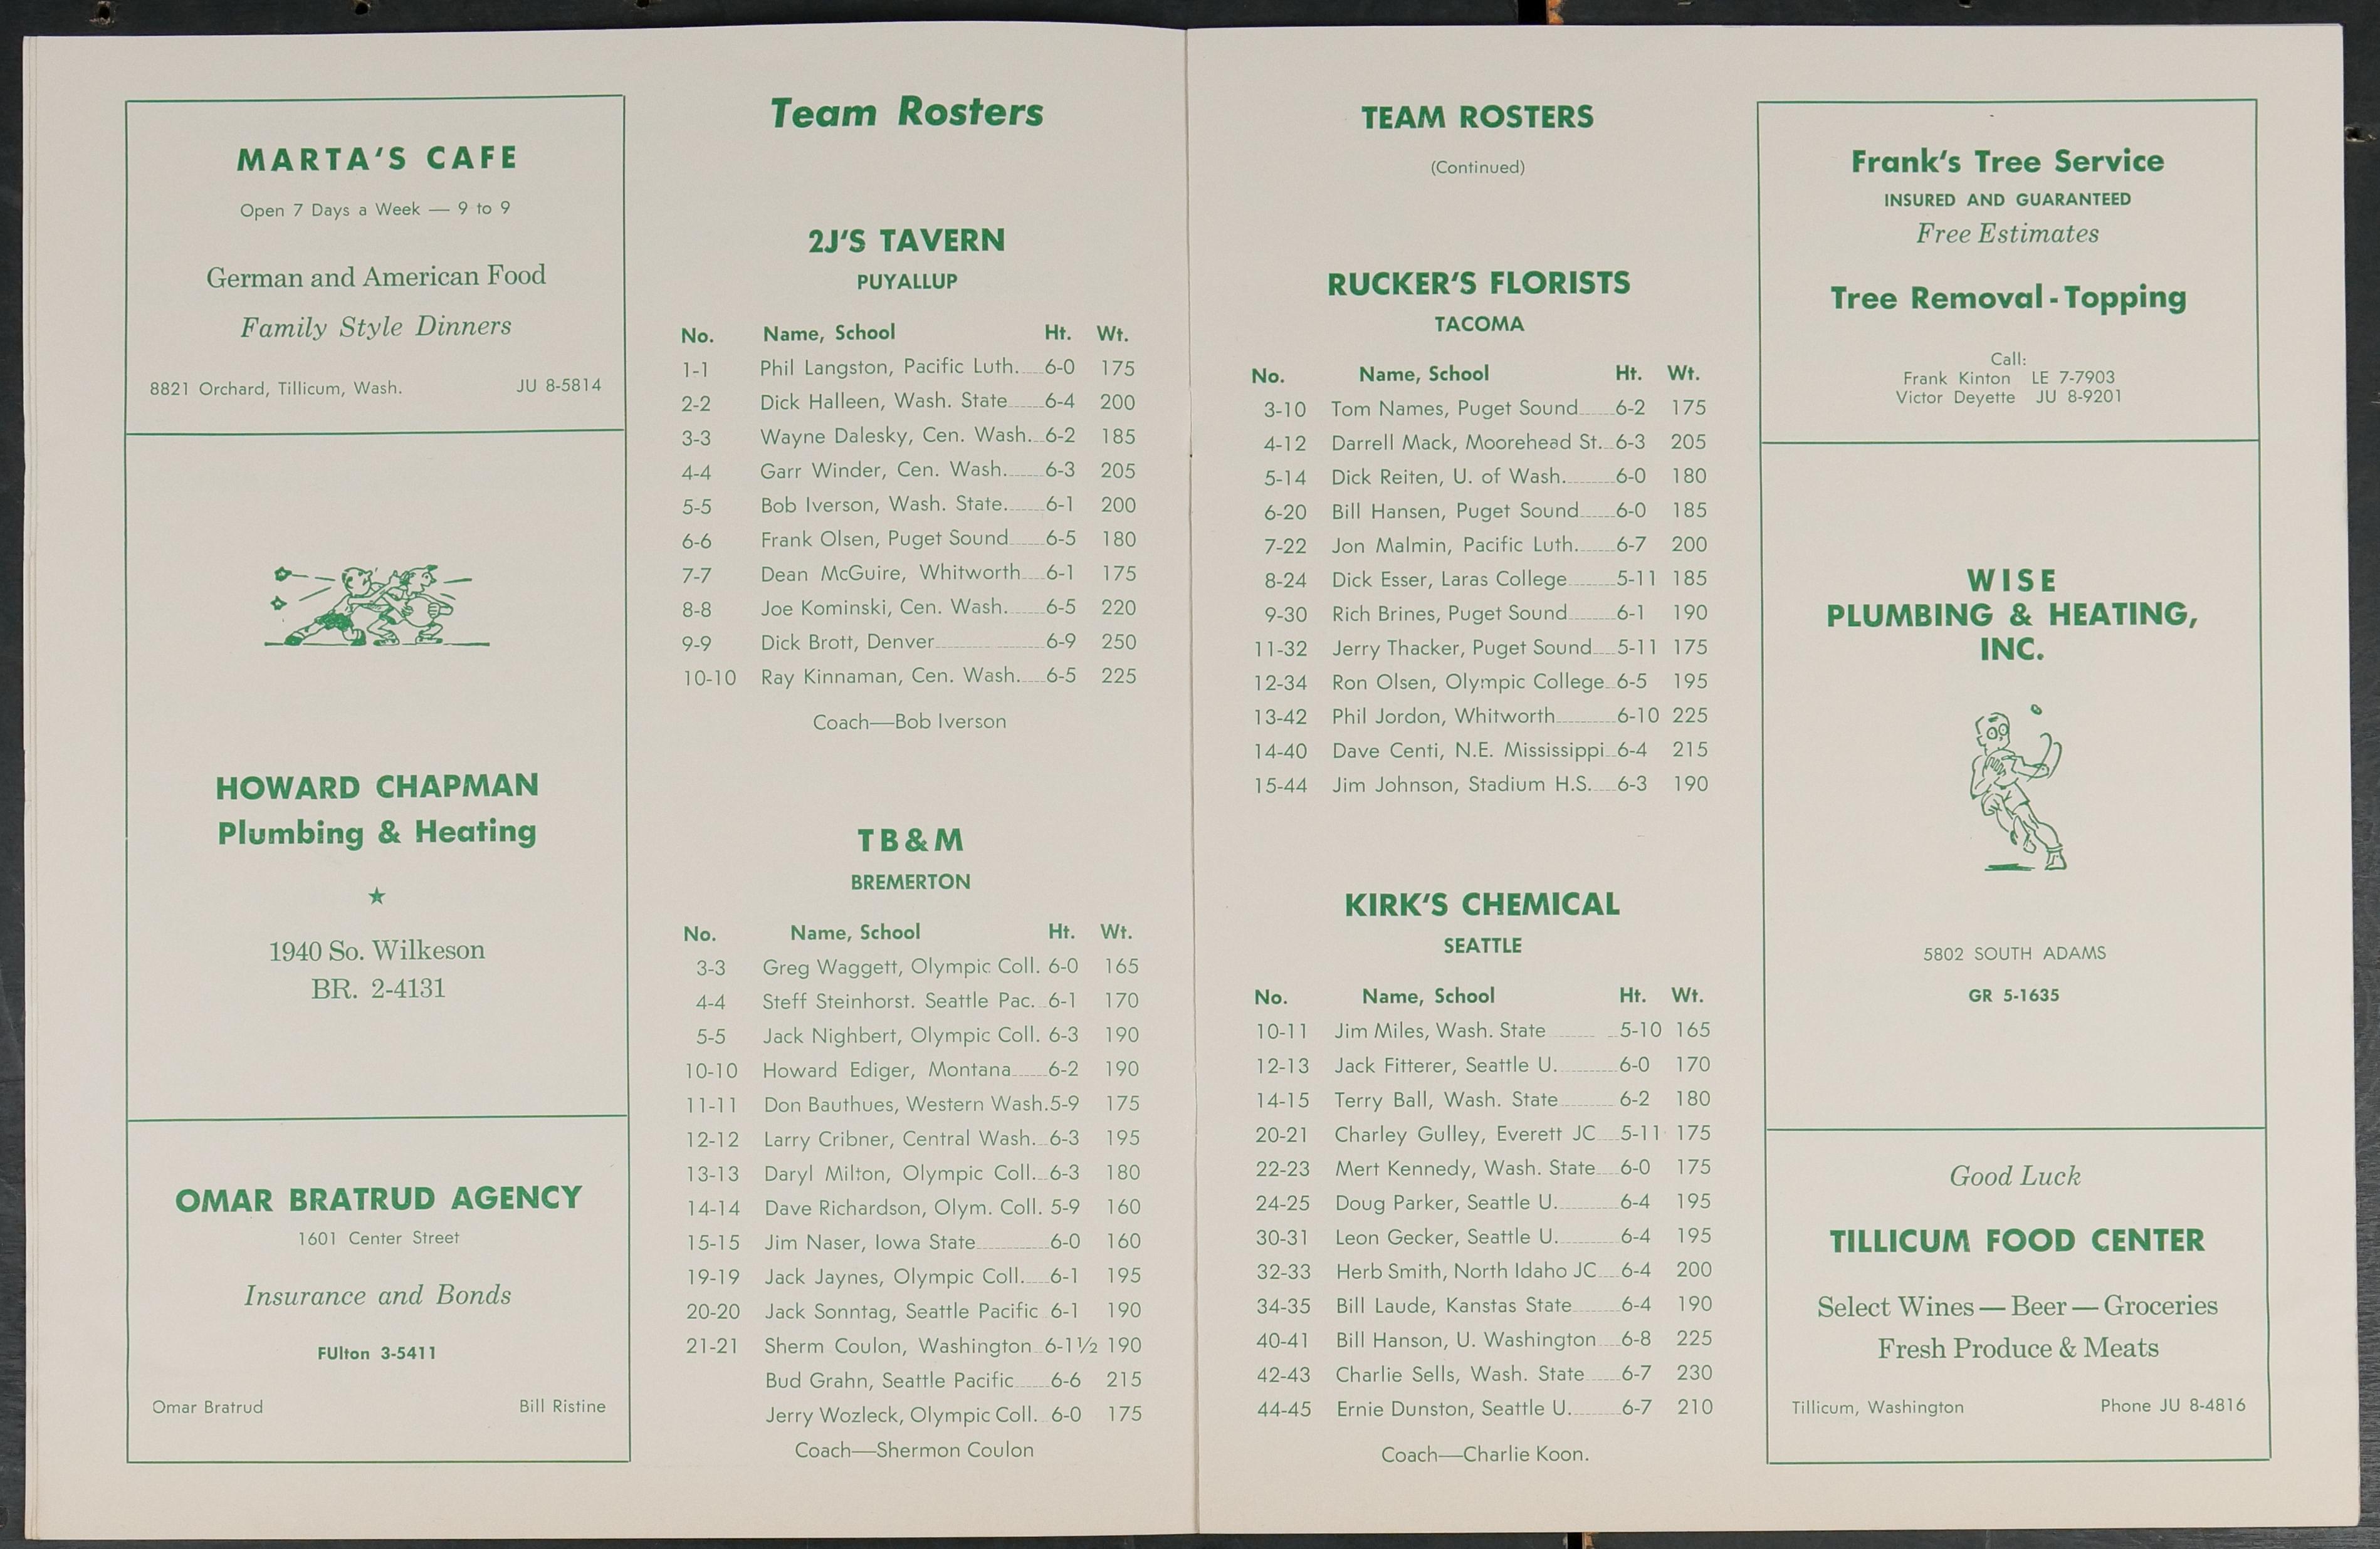 MARTA'S CAFE
Open 7 Days a Week — 9 to 9
German and American Food
Family Style Dinners
8821 Orchard, Tillicum, Wash. JU 8-5814
HOWARD CHAPMAN
Plumbing & Heating
1940 So. Wilkeson
BR. 2-4131
OMAR BRATRUD AGENCY
1601 Center Street
Insurance and Bonds
FUlton 3-5411
Omar Bratrud Bill Ristine
Team Rosters
2J'S TAVERN
PUYALLUP
No. Name, School Ht. Wt.
1-1 Phil Langston, Pacific Luth. 6-0 175
2-2 Dick Halleen, Wash. State 6-4 200
3-3 Wayne Dalesky, Cen. Wash. 6-2 185
4-4 Garr Winder, Cen. Wash. 6-3 205
5-5 Bob Iverson, Wash. State. 6-1 200
6-6 Frank Olsen, Puget Sound 6-5 180
7-7 Dean McGuire, Whitworth 6-1 175
8-8 Joe Kominski, Cen. Wash. 6-5 220
9-9 Dick Brott, Denver 6-9 250
10-10 Ray Kinnaman, Cen. Wash. 6-5 225
Coach—Bob Iverson
TB&M
BREMERTON
No. Name, School Ht. Wt.
3-3 Greg Waggett, Olympic Coll. 6-0 165
4-4 Steff Steinhorst. Seattle Pac. 6-1 170
5-5 Jack Nighbert, Olympic Coll. 6-3 190
10-10 Howard Ediger, Montana 6-2 190
11-11 Don Bauthues, Western Wash. 5-9 175
12-12 Larry Cribner, Central Wash. 6-3 195
13-13 Daryl Milton, Olympic Coll. 6-3 180
14-14 Dave Richardson, Olym. Coll. 5-9 160
15-15 Jim Naser, Iowa State 6-0 160
19-19 Jack Jaynes, Olympic Coll. 6-1 195
20-20 Jack Sonntag, Seattle Pacific 6-1 190
21-21 Sherm Coulon, Washington 6-1½ 190
Bud Grahn, Seattle Pacific 6-6 215
Jerry Wozleck, Olympic Coll. 6-0 175
Coach—Shermon Coulon
TEAM ROSTERS
(Continued)
RUCKER'S FLORISTS
TACOMA
No. Name, School Ht. Wt.
3-10 Tom Names, Puget Sound 6-2 175
4-12 Darrell Mack, Moorehead St. 6-3 205
5-14 Dick Reiten, U. of Wash. 6-0 180
6-20 Bill Hansen, Puget Sound 6-0 185
7-22 Jon Malmin, Pacific Luth. 6-7 200
8-24 Dick Esser, Laras College 5-11 185
9-30 Rich Brines, Puget Sound 6-1 190
11-32 Jerry Thacker, Puget Sound 5-11 175
12-34 Ron Olsen, Olympic College 6-5 195
13-42 Phil Jordon, Whitworth 6-10 225
14-40 Dave Centi, N.E. Mississippi 6-4 215
15-44 Jim Johnson, Stadium H.S. 6-3 190
KIRK'S CHEMICAL
SEATTLE
No. Name, School Ht. Wt.
10-11 Jim Miles, Wash. State 5-10 165
12-13 Jack Fitterer, Seattle U. 6-0 170
14-15 Terry Ball, Wash. State 6-2 180
20-21 Charley Gulley, Everett JC 5-11 175
22-23 Mert Kennedy, Wash. State 6-0 175
24-25 Doug Parker, Seattle U. 6-4 195
30-31 Leon Gecker, Seattle U. 6-4 195
32-33 Herb Smith, North Idaho JC 6-4 200
34-35 Bill Laude, Kanstas State 6-4 190
40-41 Bill Hanson, U. Washington 6-8 225
42-43 Charlie Sells, Wash. State 6-7 230
44-45 Ernie Dunston, Seattle U. 6-7 210
Coach—Charlie Koon.
Frank's Tree Service
INSURED AND GUARANTEED
Free Estimates
Tree Removal - Topping
Call:
Frank Kinton LE 7-7903
Victor Deyette JU 8-9201
WISE
PLUMBING & HEATING,
INC.
5802 SOUTH ADAMS
GR 5-1635
Good Luck
TILLICUM FOOD CENTER
Select Wines — Beer — Groceries
Fresh Produce & Meats
Tillicum, Washington Phone JU 8-4816